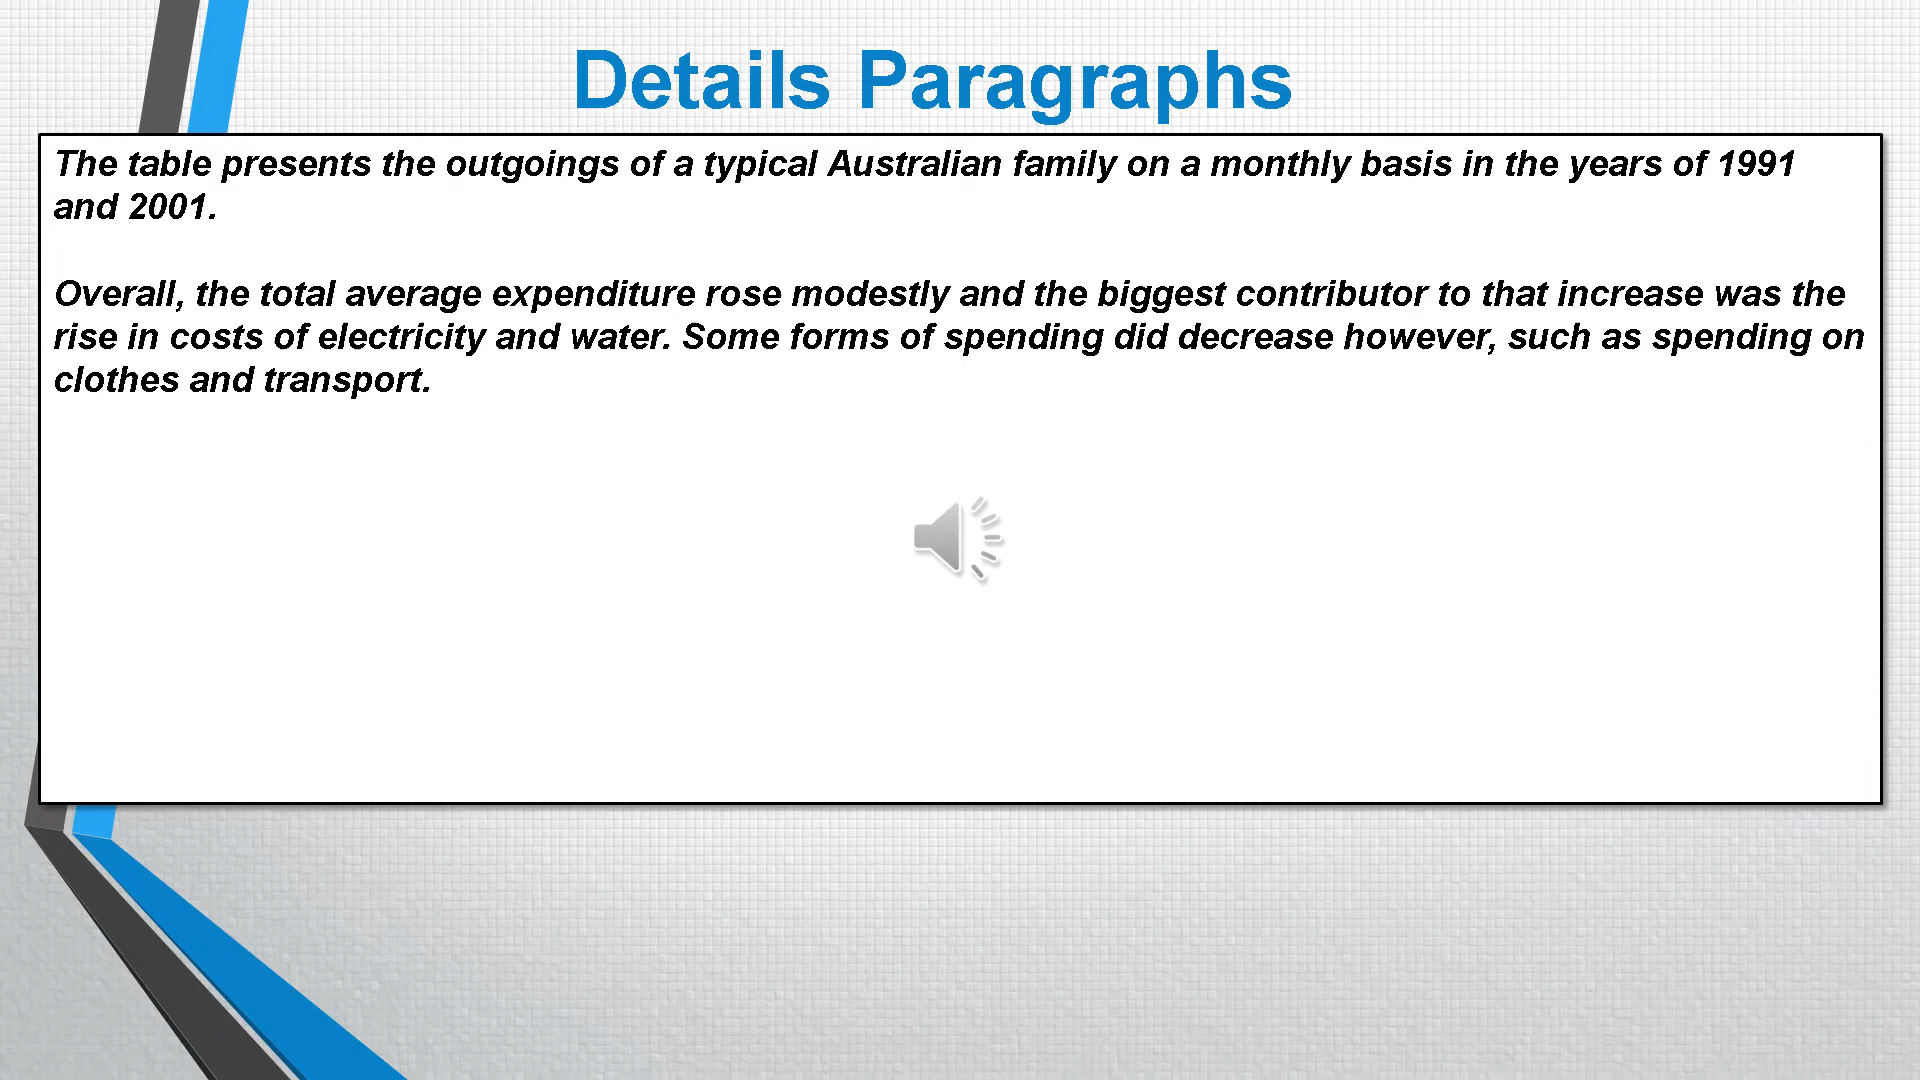 Details Paragraphs
The table presents the outgoings of a typical Australian family on a monthly basis in the years of 1991
and 2001.
Overall, the total average expenditure rose modestly and the biggest contributor to that increase was the
rise in costs of electricity and water. Some forms of spending did decrease however, such as spending on
clothes and transport.